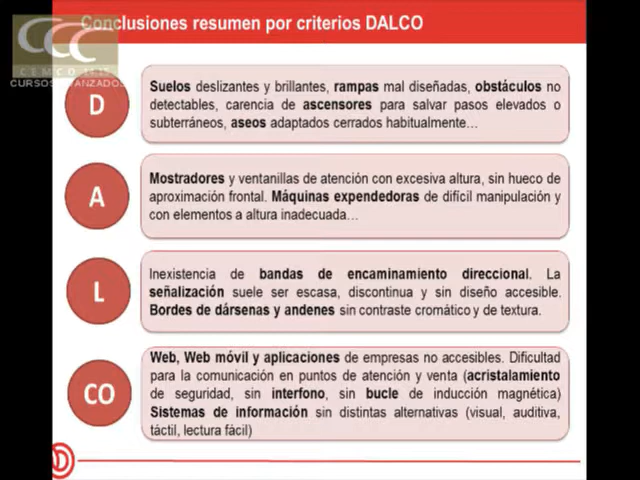 Conclusiones resumen por criterios DALCO
CCC
CEMCO 2015
CURSOS AVANZADOS
D
Suelos deslizantes y brillantes, rampas mal diseñadas, obstáculos no
detectables, carencia de ascensores para salvar pasos elevados o
subterráneos, aseos adaptados cerrados habitualmente…
A
Mostradores y ventanillas de atención con excesiva altura, sin hueco de
aproximación frontal. Máquinas expendedoras de difícil manipulación y
con elementos a altura inadecuada…
L
Inexistencia de bandas de encaminamiento direccional. La
señalización suele ser escasa, discontinua y sin diseño accesible.
Bordes de dársenas y andenes sin contraste cromático y de textura.
CO
Web, Web móvil y aplicaciones de empresas no accesibles. Dificultad
para la comunicación en puntos de atención y venta (acristalamiento
de seguridad, sin interfono, sin bucle de inducción magnética)
Sistemas de información sin distintas alternativas (visual, auditiva,
táctil, lectura fácil)